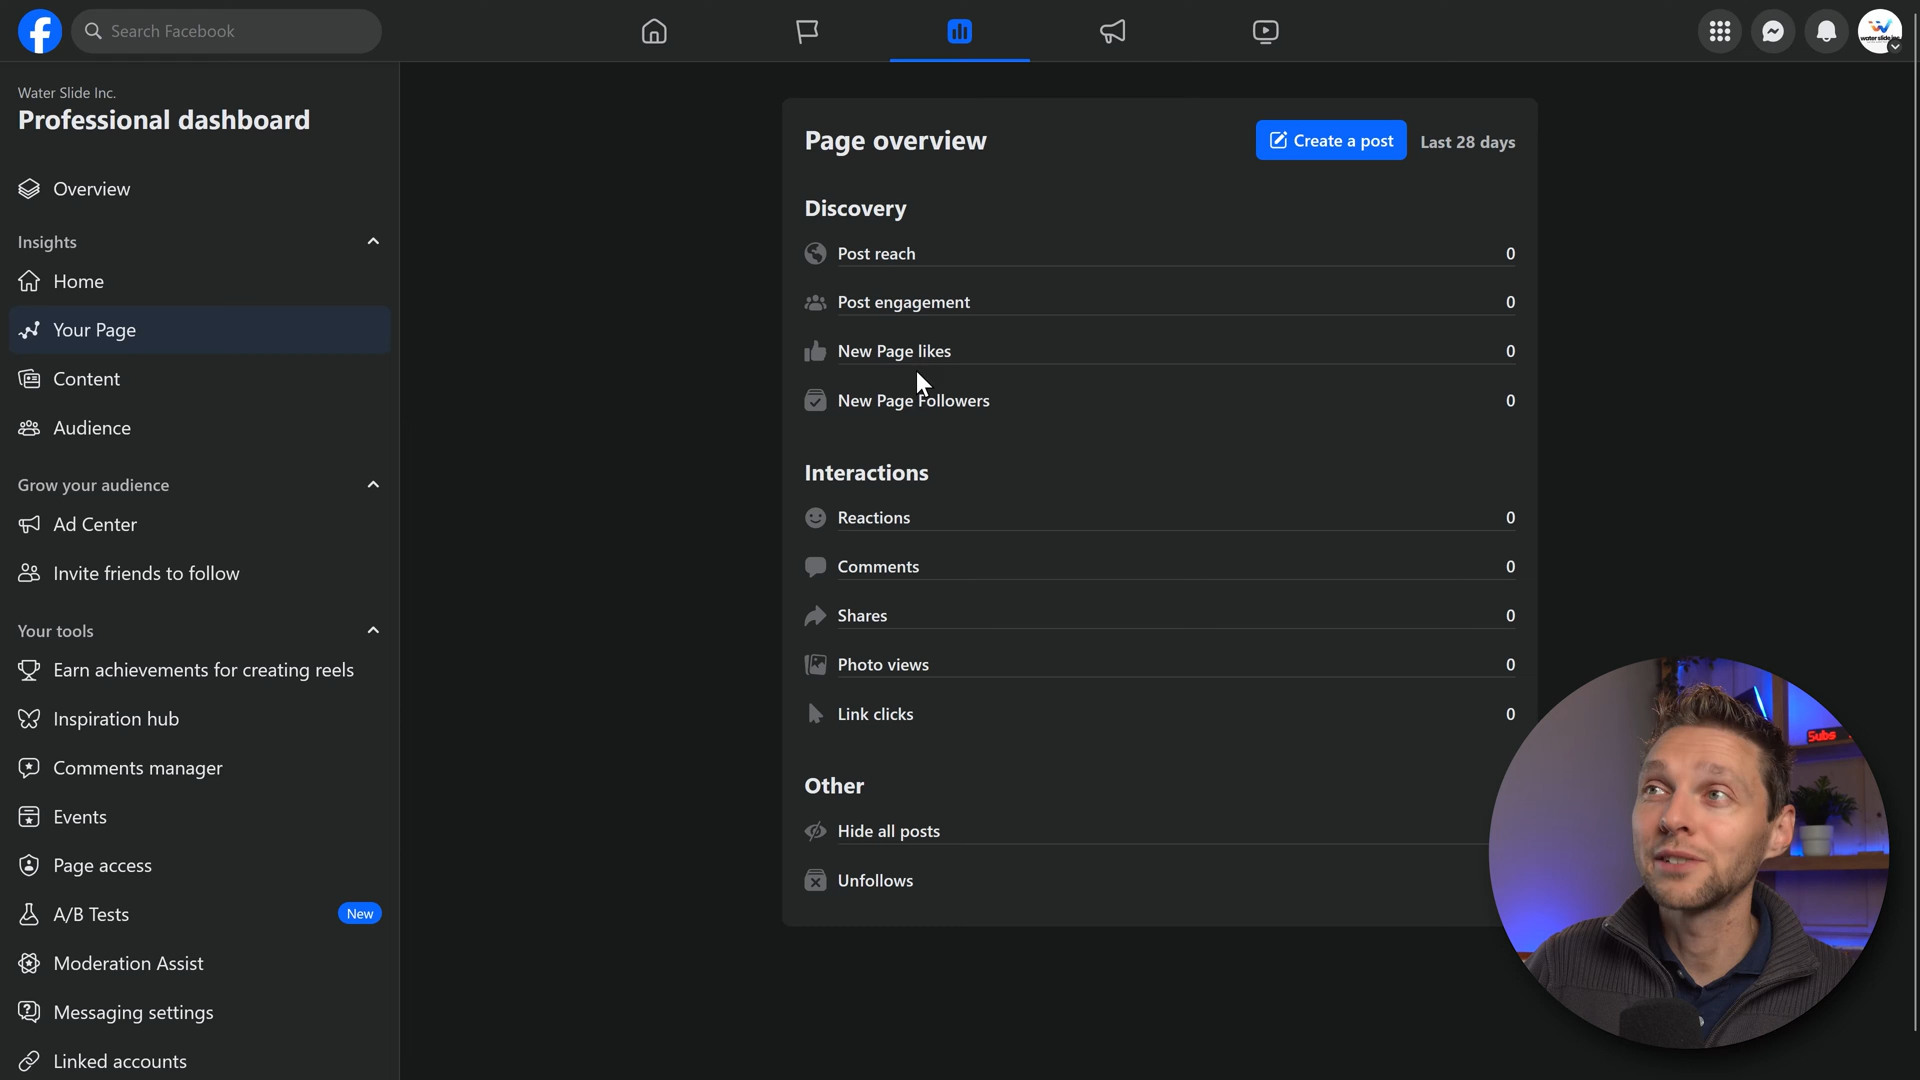 Search Facebook
Water Slide Inc.
Professional dashboard
Overview
Insights
Home
Your Page
Content
Audience
Grow your audience
Ad Center
Invite friends to follow
Your tools
Earn achievements for creating reels
Inspiration hub
Comments manager
Events
Page access
A/B Tests
New
Moderation Assist
Messaging settings
Linked accounts
Page overview
Create a post
Last 28 days
Discovery
Post reach 0
Post engagement 0
New Page likes 0
New Page Followers 0
Interactions
Reactions 0
Comments 0
Shares 0
Photo views 0
Link clicks 0
Other
Hide all posts
Unfollows
Subs
water slide inc.